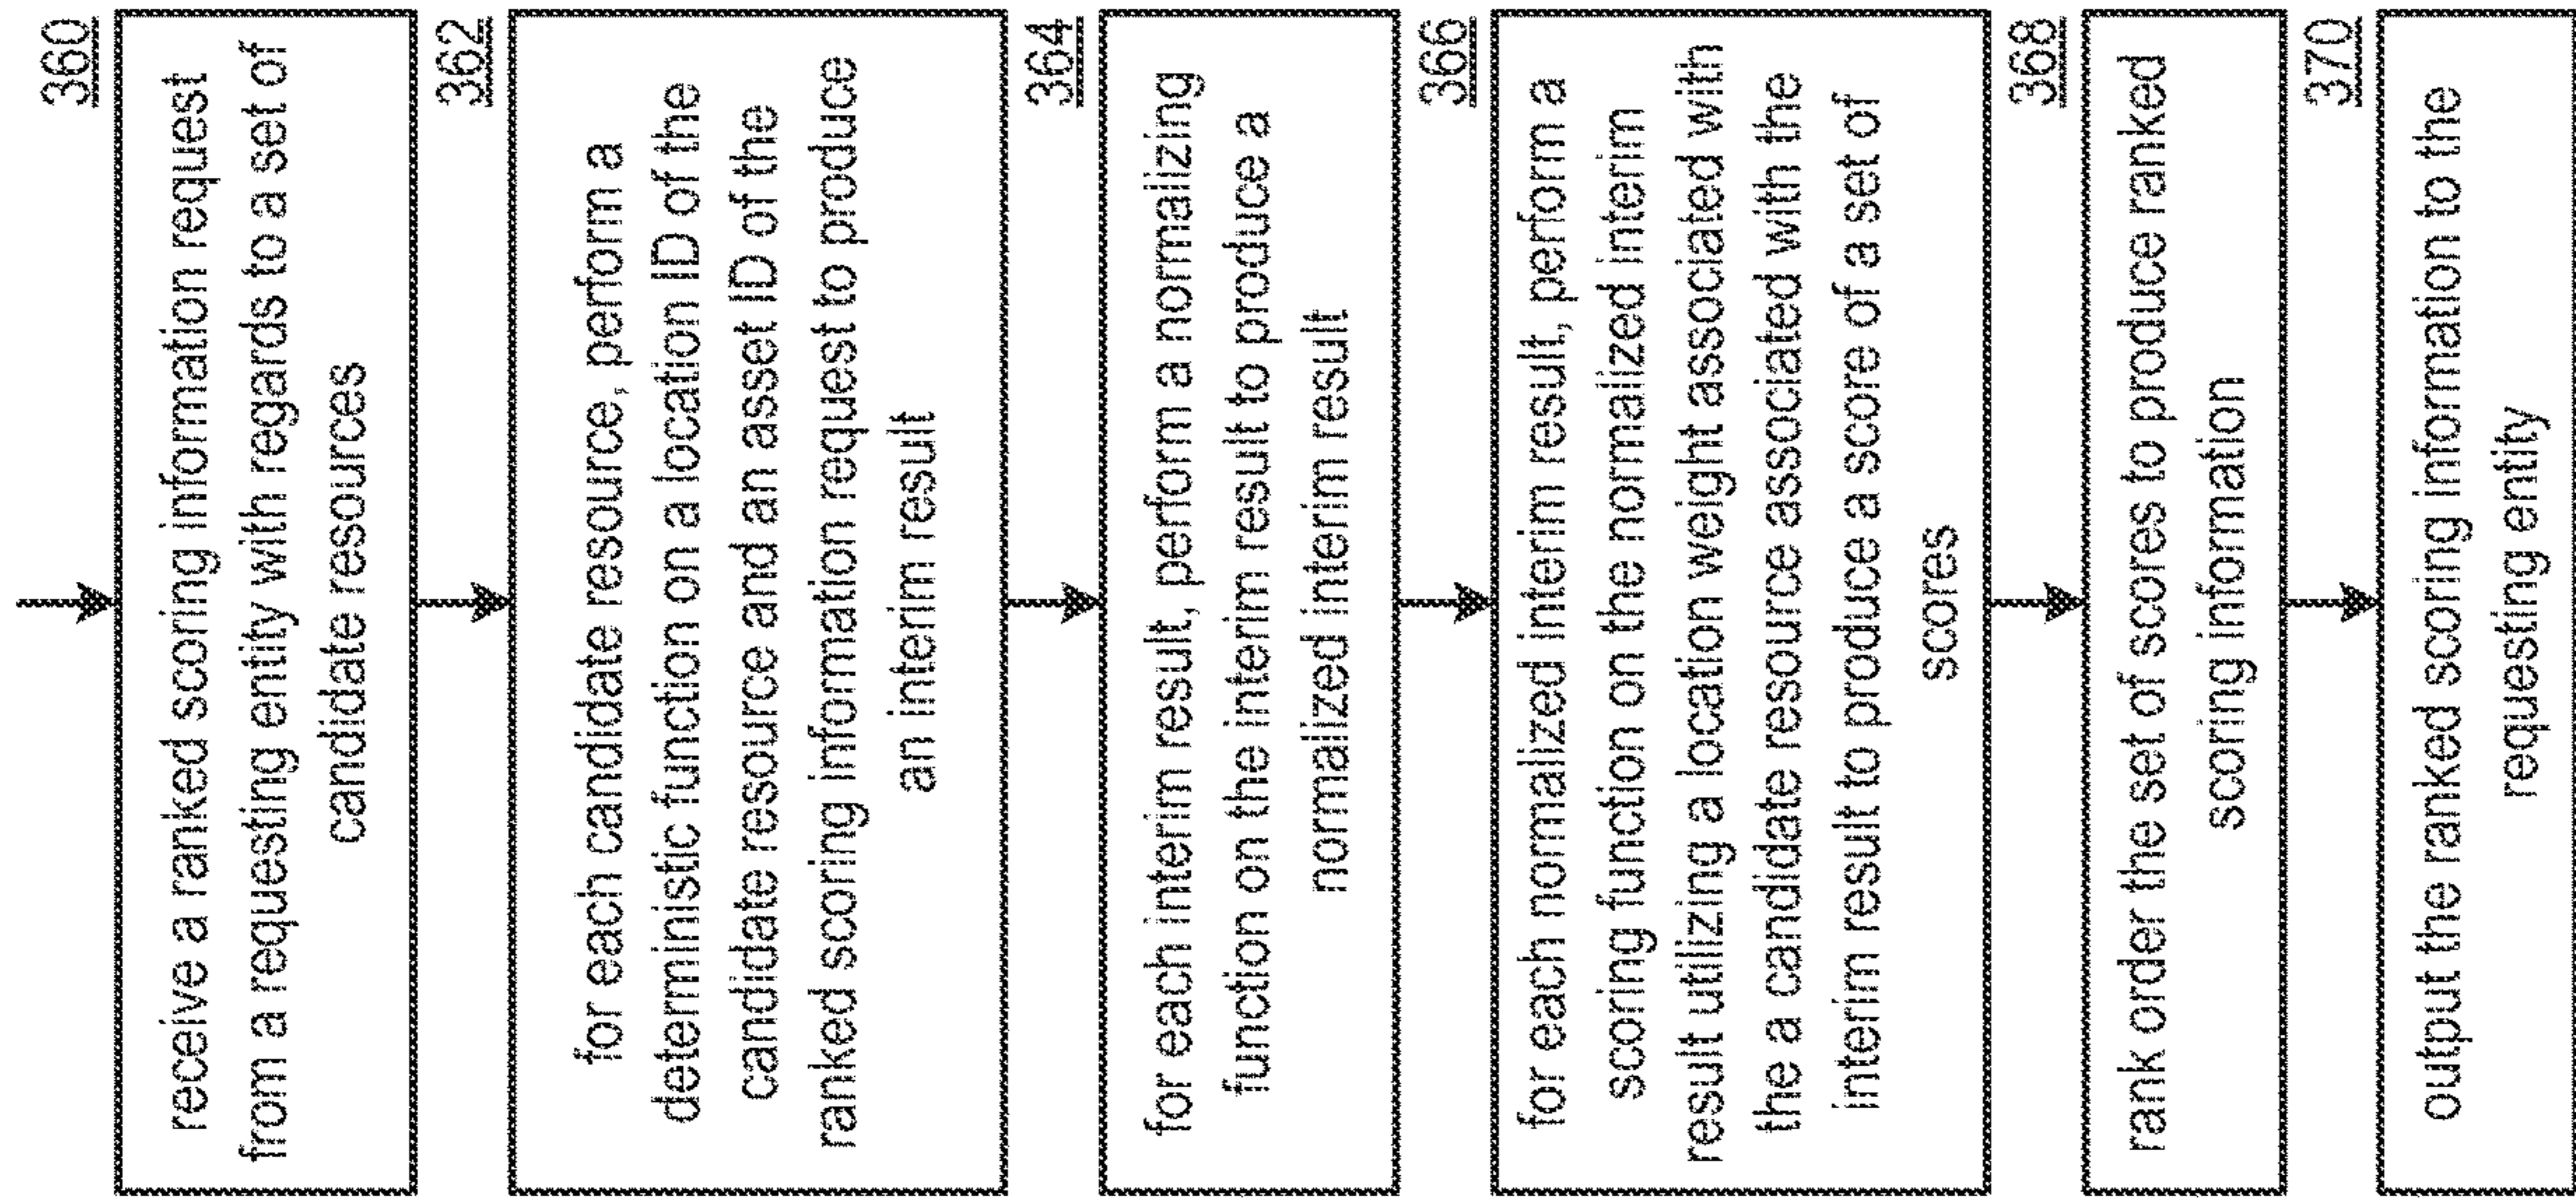 360
receive a ranked scoring information request
from a requesting entity with regards to a set of
candidate resources
362
for each candidate resource, perform a
deterministic function on a location ID of the
candidate resource and an asset ID of the
ranked scoring information request to produce
an interim result
364
for each interim result, perform a normalizing
function on the interim result to produce a
normalized interim result
366
for each normalized interim result, perform a
scoring function on the normalized interim
result utilizing a location weight associated with
the a candidate resource associated with the
interim result to produce a score of a set of
scores
368
rank order the set of scores to produce ranked
scoring information
370
output the ranked scoring information to the
requesting entity